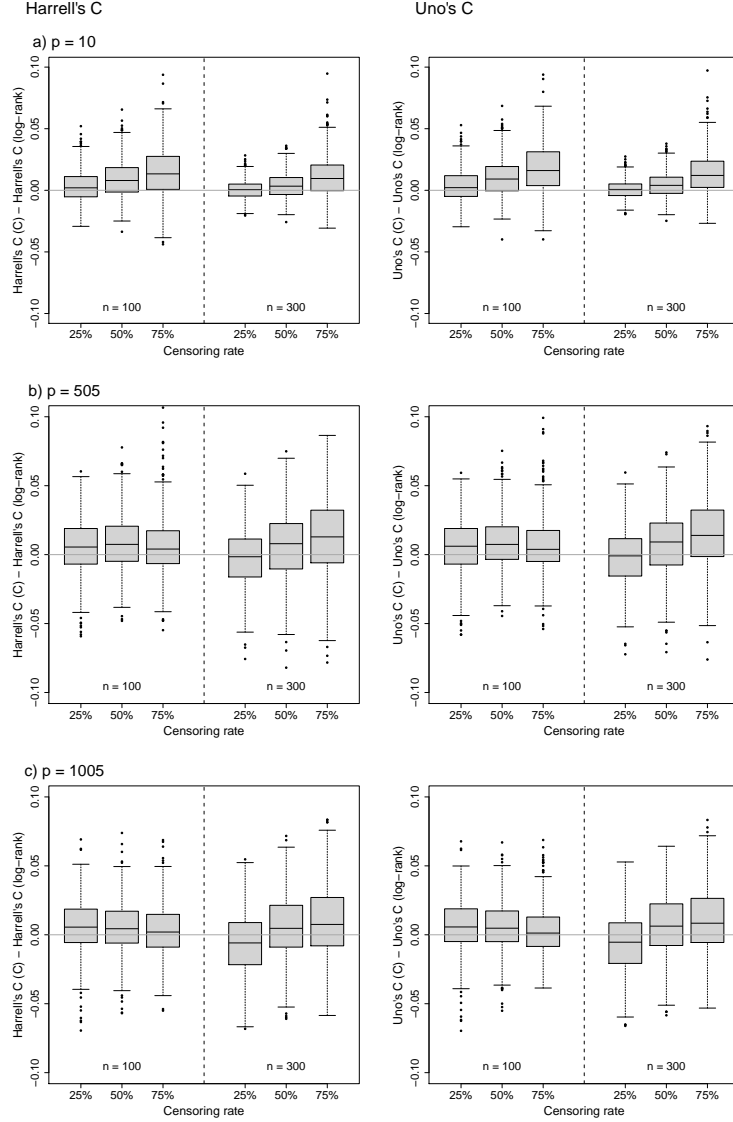 Harrell's C
Uno's C
a) p = 10
Harrell's C (C) − Harrell's C (log−rank)
−0.10
−0.05
0.00
0.05
0.10
n = 100
n = 300
25%
50%
75%
25%
50%
75%
Censoring rate
Uno's C (C) − Uno's C (log−rank)
−0.10
−0.05
0.00
0.05
0.10
n = 100
n = 300
25%
50%
75%
25%
50%
75%
Censoring rate
b) p = 505
Harrell's C (C) − Harrell's C (log−rank)
−0.10
−0.05
0.00
0.05
0.10
n = 100
n = 300
25%
50%
75%
25%
50%
75%
Censoring rate
Uno's C (C) − Uno's C (log−rank)
−0.10
−0.05
0.00
0.05
0.10
n = 100
n = 300
25%
50%
75%
25%
50%
75%
Censoring rate
c) p = 1005
Harrell's C (C) − Harrell's C (log−rank)
−0.10
−0.05
0.00
0.05
0.10
n = 100
n = 300
25%
50%
75%
25%
50%
75%
Censoring rate
Uno's C (C) − Uno's C (log−rank)
−0.10
−0.05
0.00
0.05
0.10
n = 100
n = 300
25%
50%
75%
25%
50%
75%
Censoring rate